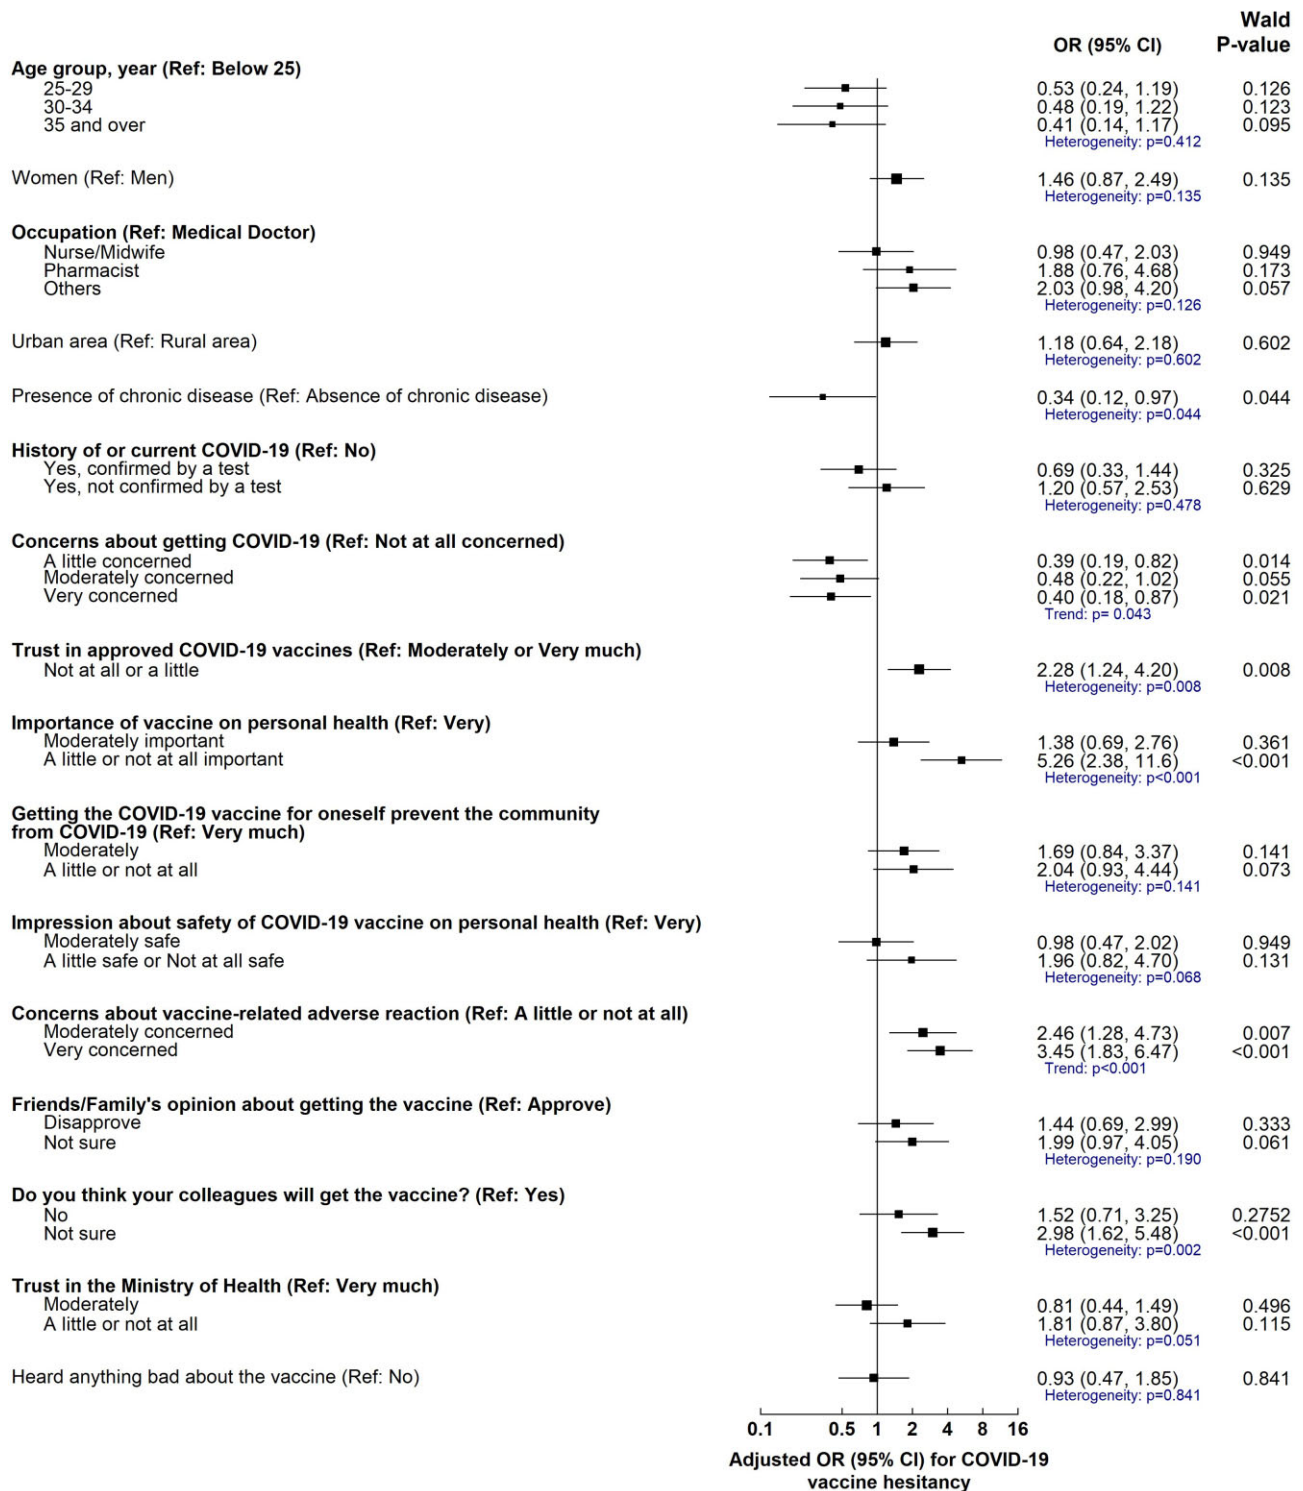 Wald
OR (95% CI) P-value
Age group, year (Ref: Below 25)
25-29 0.53 (0.24, 1.19) 0.126
30-34 0.48 (0.19, 1.22) 0.123
35 and over 0.41 (0.14, 1.17) 0.095
Heterogeneity: p=0.412
Women (Ref: Men) 1.46 (0.87, 2.49) 0.135
Heterogeneity: p=0.135
Occupation (Ref: Medical Doctor)
Nurse/Midwife 0.98 (0.47, 2.03) 0.949
Pharmacist 1.88 (0.76, 4.68) 0.173
Others 2.03 (0.98, 4.20) 0.057
Heterogeneity: p=0.126
Urban area (Ref: Rural area) 1.18 (0.64, 2.18) 0.602
Heterogeneity: p=0.602
Presence of chronic disease (Ref: Absence of chronic disease) 0.34 (0.12, 0.97) 0.044
Heterogeneity: p=0.044
History of or current COVID-19 (Ref: No)
Yes, confirmed by a test 0.69 (0.33, 1.44) 0.325
Yes, not confirmed by a test 1.20 (0.57, 2.53) 0.629
Heterogeneity: p=0.478
Concerns about getting COVID-19 (Ref: Not at all concerned)
A little concerned 0.39 (0.19, 0.82) 0.014
Moderately concerned 0.48 (0.22, 1.02) 0.055
Very concerned 0.40 (0.18, 0.87) 0.021
Trend: p= 0.043
Trust in approved COVID-19 vaccines (Ref: Moderately or Very much)
Not at all or a little 2.28 (1.24, 4.20) 0.008
Heterogeneity: p=0.008
Importance of vaccine on personal health (Ref: Very)
Moderately important 1.38 (0.69, 2.76) 0.361
A little or not at all important 5.26 (2.38, 11.6) <0.001
Heterogeneity: p<0.001
Getting the COVID-19 vaccine for oneself prevent the community
from COVID-19 (Ref: Very much)
Moderately 1.69 (0.84, 3.37) 0.141
A little or not at all 2.04 (0.93, 4.44) 0.073
Heterogeneity: p=0.141
Impression about safety of COVID-19 vaccine on personal health (Ref: Very)
Moderately safe 0.98 (0.47, 2.02) 0.949
A little safe or Not at all safe 1.96 (0.82, 4.70) 0.131
Heterogeneity: p=0.068
Concerns about vaccine-related adverse reaction (Ref: A little or not at all)
Moderately concerned 2.46 (1.28, 4.73) 0.007
Very concerned 3.45 (1.83, 6.47) <0.001
Trend: p<0.001
Friends/Family's opinion about getting the vaccine (Ref: Approve)
Disapprove 1.44 (0.69, 2.99) 0.333
Not sure 1.99 (0.97, 4.05) 0.061
Heterogeneity: p=0.190
Do you think your colleagues will get the vaccine? (Ref: Yes)
No 1.52 (0.71, 3.25) 0.2752
Not sure 2.98 (1.62, 5.48) <0.001
Heterogeneity: p=0.002
Trust in the Ministry of Health (Ref: Very much)
Moderately 0.81 (0.44, 1.49) 0.496
A little or not at all 1.81 (0.87, 3.80) 0.115
Heterogeneity: p=0.051
Heard anything bad about the vaccine (Ref: No) 0.93 (0.47, 1.85) 0.841
Heterogeneity: p=0.841
0.1 0.5 1 2 4 8 16
Adjusted OR (95% CI) for COVID-19
vaccine hesitancy